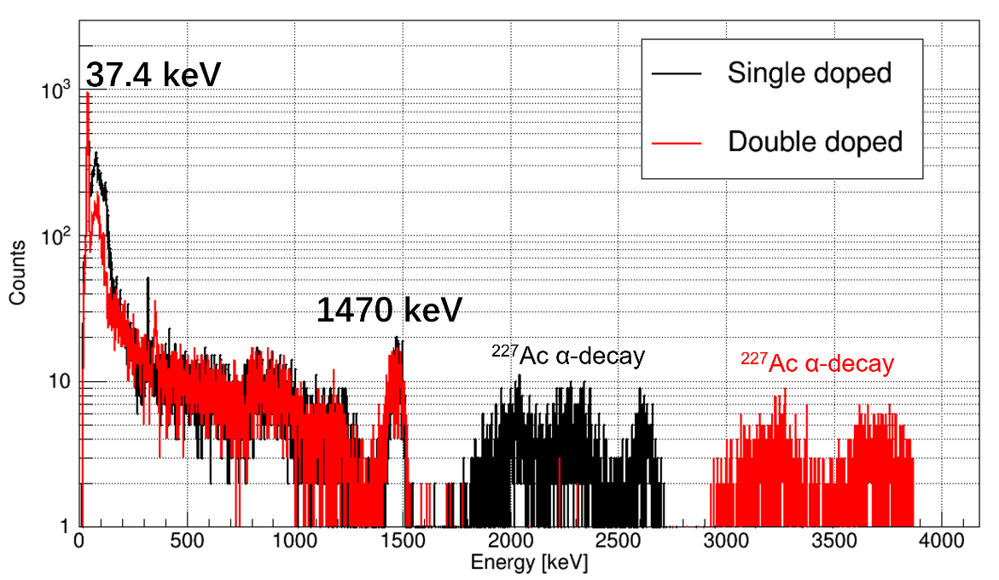 37.4 keV
Single doped
10³
Double doped
10²
1470 keV
²²⁷Ac α-decay
²²⁷Ac α-decay
10
1
0 500 1000 1500 2000 2500 3000 3500 4000
Counts
Energy [keV]